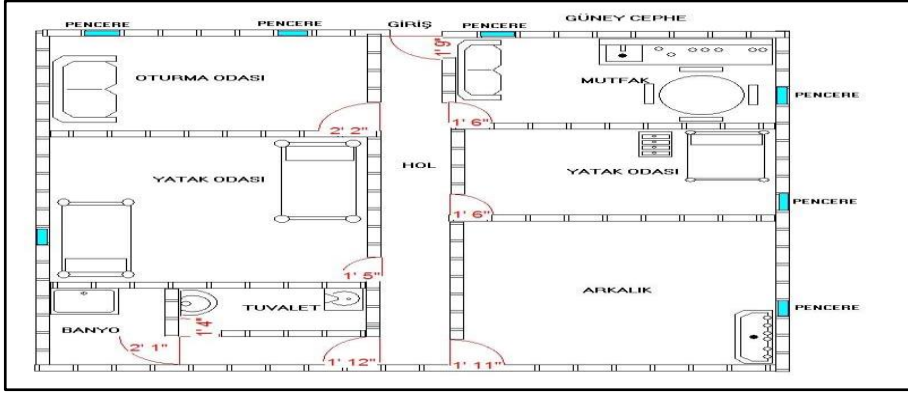 PENCERE
PENCERE
GİRİŞ
PENCERE
GÜNEY CEPHE
1' 9"
OTURMA ODASI
MUTFAK
PENCERE
2' 2"
1' 6"
HOL
YATAK ODASI
YATAK ODASI
PENCERE
1' 6"
1' 5"
ARKALIK
TUVALET
PENCERE
BANYO
1' 4"
2' 1"
1' 12"
1' 11"